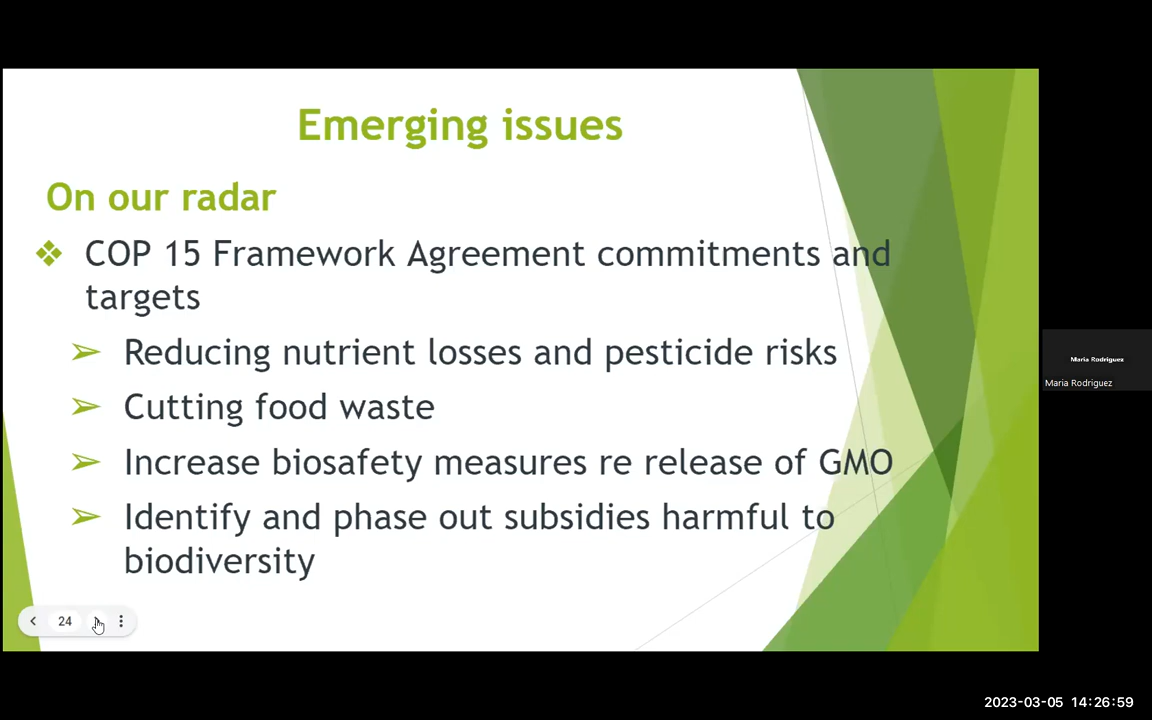 Emerging issues
On our radar
COP 15 Framework Agreement commitments and
targets
Reducing nutrient losses and pesticide risks
Cutting food waste
Increase biosafety measures re release of GMO
Identify and phase out subsidies harmful to
biodiversity
24
Maria Rodriguez
Maria Rodriguez
2023-03-05 14:26:59